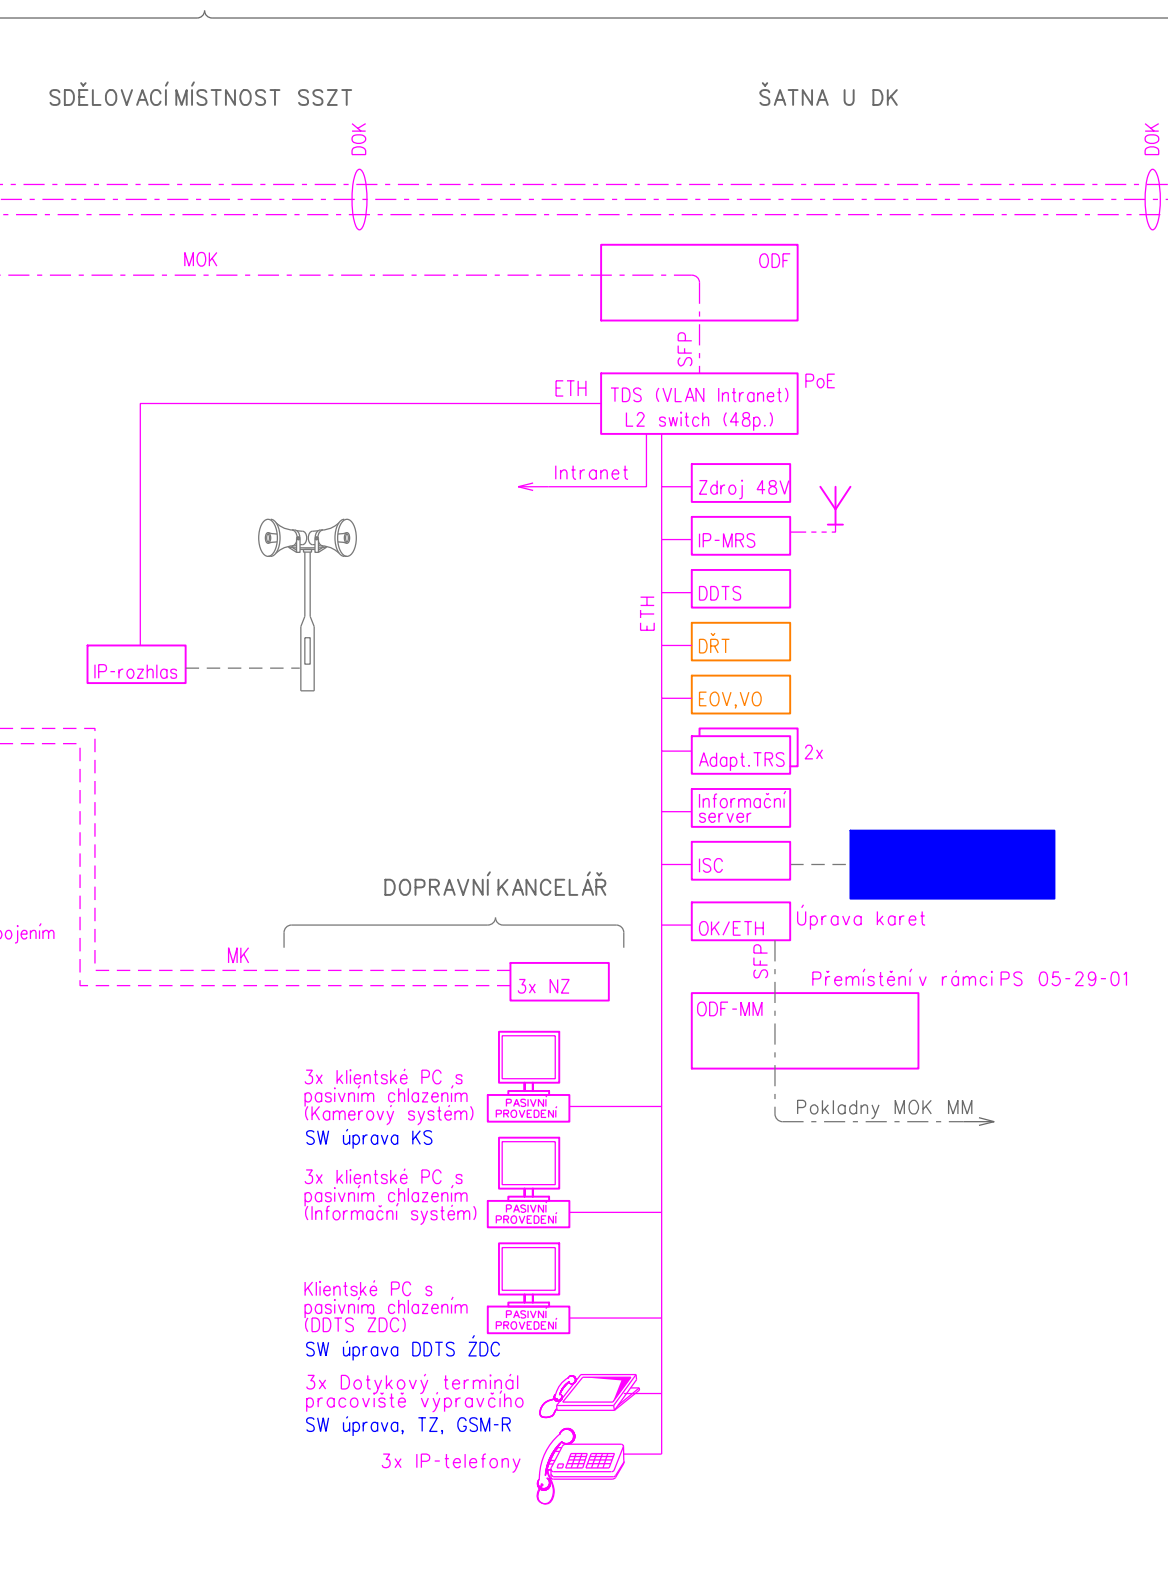 SDĚLOVACÍ MÍSTNOST SSZT
ŠATNA U DK
DOK
DOK
MOK
ODF
SFP
ETH
TDS (VLAN Intranet)
L2 switch (48p.)
PoE
Intranet
Zdroj 48V
IP-MRS
DDTS
ETH
DŘT
IP-rozhlas
EOV,VO
Adapt.TRS
2x
Informační
server
ISC
DOPRAVNÍ KANCELÁŘ
OK/ETH
Úprava karet
pojením
MK
SFP
Přemístění v rámci PS 05-29-01
3x NZ
ODF-MM
3x klientské PC s
pasivním chlazením
(Kamerový systém)
PASIVNÍ
PROVEDENÍ
Pokladny MOK MM
SW úprava KS
3x klientské PC s
pasivním chlazením
(Informační systém)
PASIVNÍ
PROVEDENÍ
Klientské PC s
pasivním chlazením
(DDTS ŽDC)
PASIVNÍ
PROVEDENÍ
SW úprava DDTS ŽDC
3x Dotykový terminál
pracoviště výpravčího
SW úprava, TZ, GSM-R
3x IP-telefony